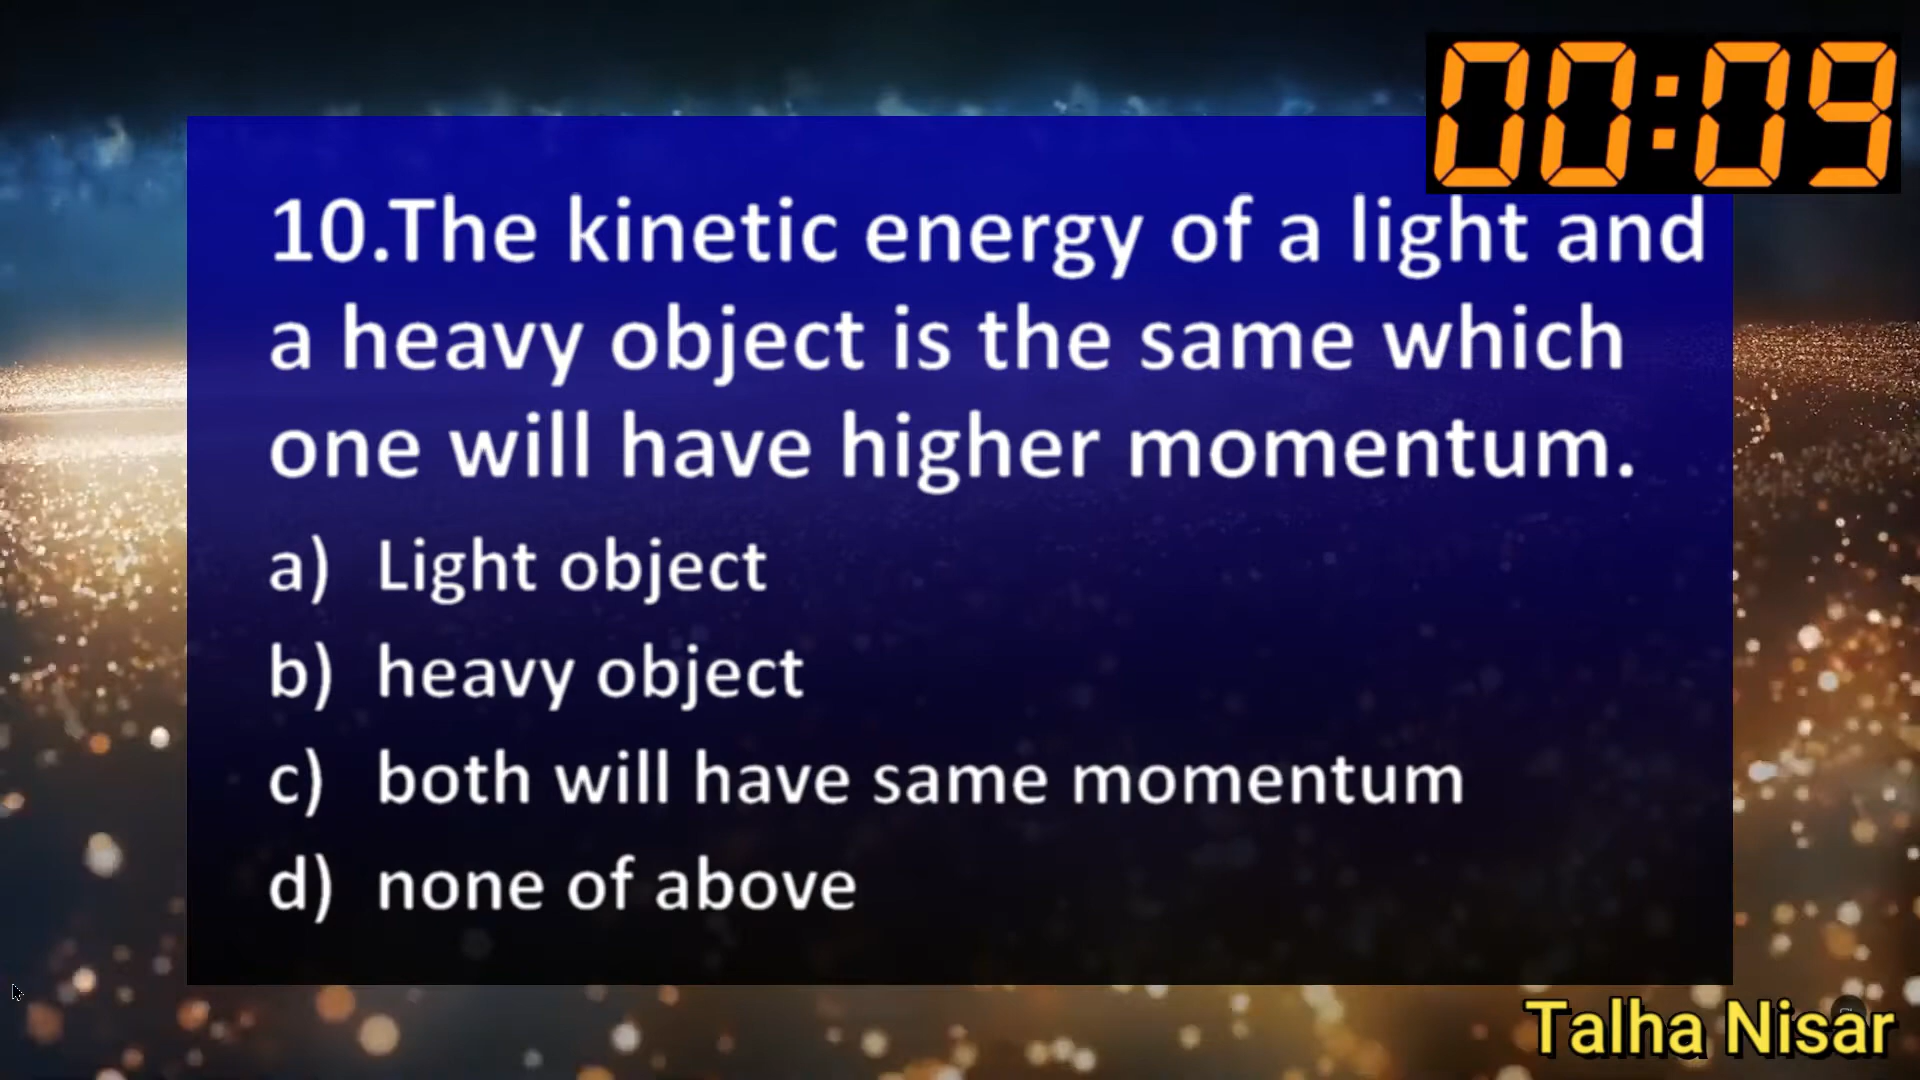 00:09
10.The kinetic energy of a light and
a heavy object is the same which
one will have higher momentum.
a) Light object
b) heavy object
c) both will have same momentum
d) none of above
Talha Nisar